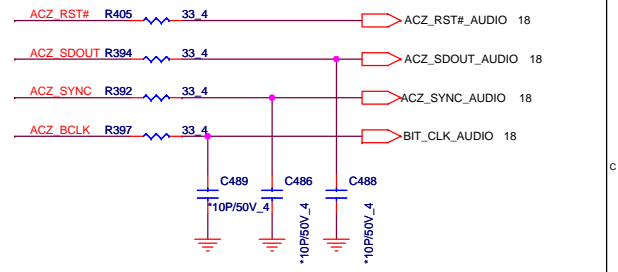 ACZ_RST# R405 33_4 ACZ_RST#_AUDIO 18
ACZ_SDOUT R394 33_4 ACZ_SDOUT_AUDIO 18
ACZ_SYNC R392 33_4 ACZ_SYNC_AUDIO 18
ACZ_BCLK R397 33_4 BIT_CLK_AUDIO 18
C
C489 C486 C488
*10P/50V_4
*10P/50V_4
*10P/50V_4